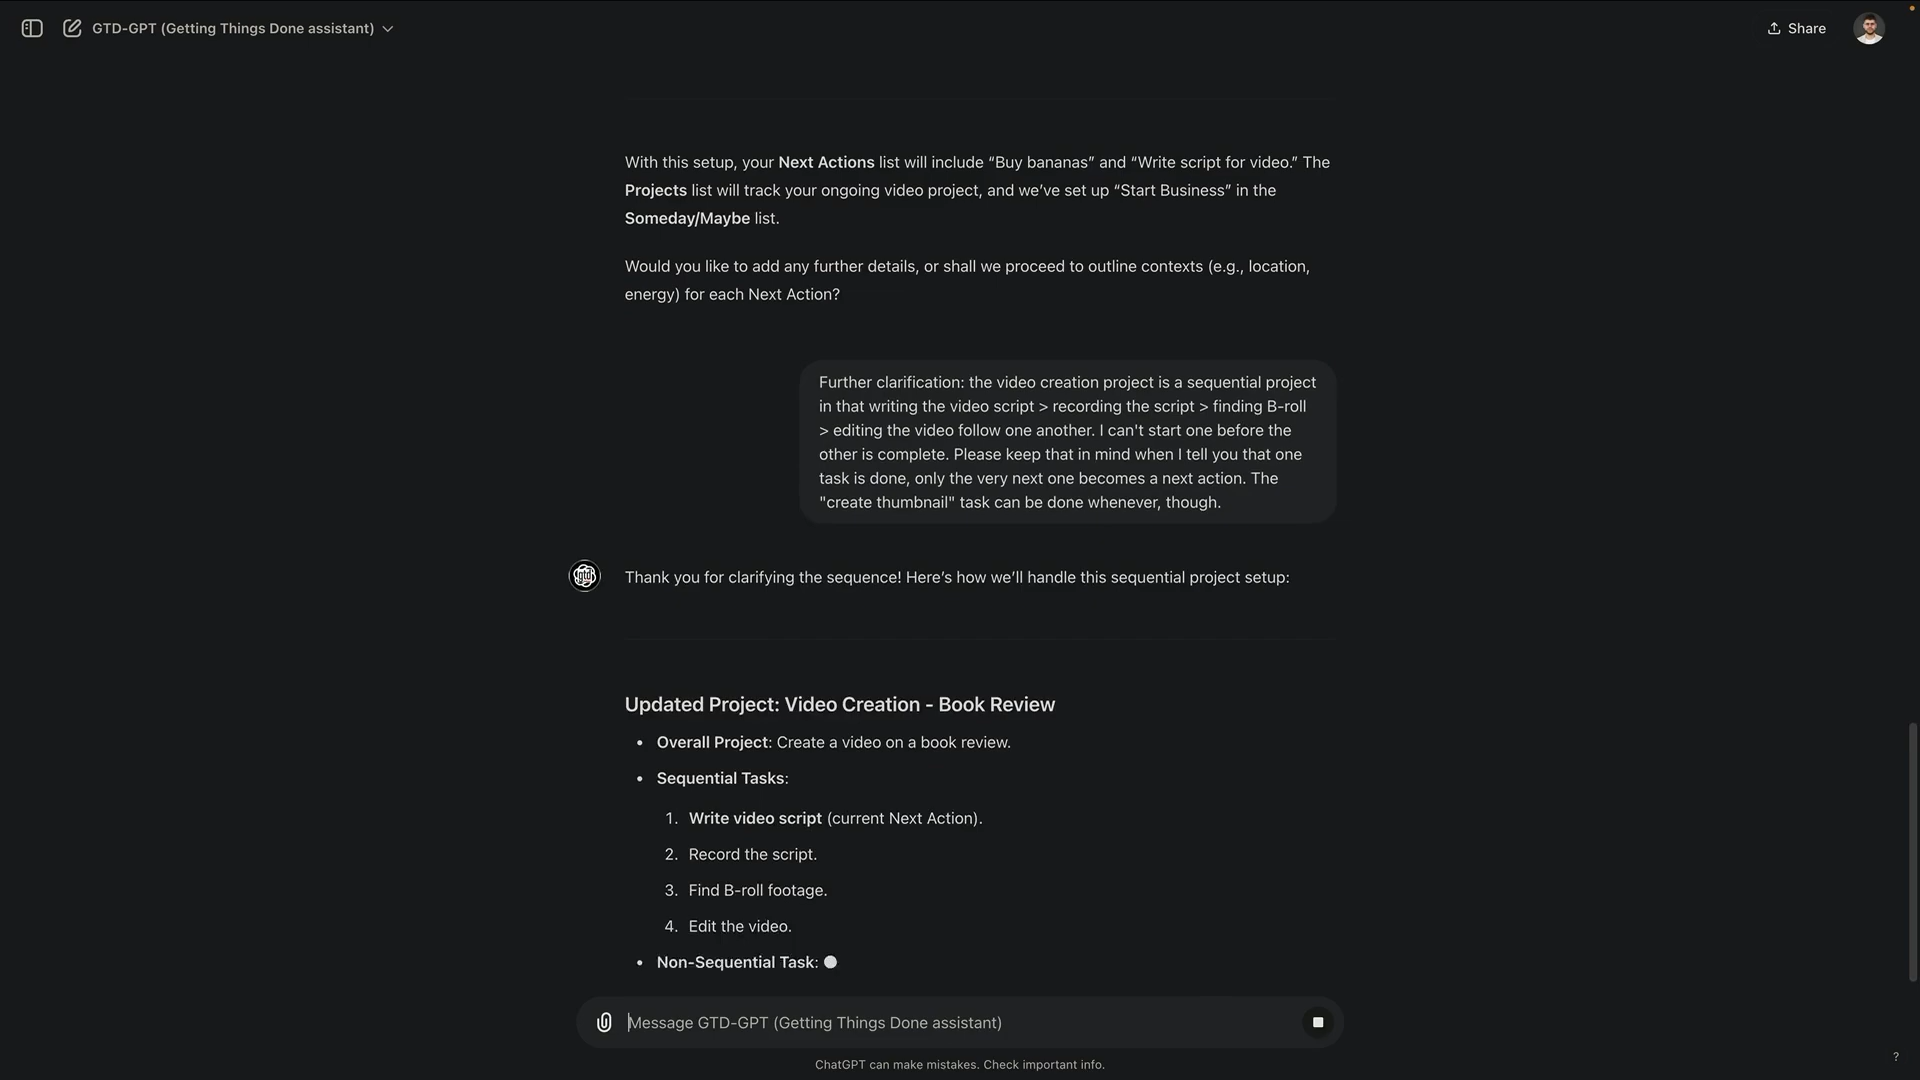 GTD-GPT (Getting Things Done assistant)
Share
With this setup, your Next Actions list will include “Buy bananas” and “Write script for video.” The
Projects list will track your ongoing video project, and we’ve set up “Start Business” in the
Someday/Maybe list.
Would you like to add any further details, or shall we proceed to outline contexts (e.g., location,
energy) for each Next Action?
Further clarification: the video creation project is a sequential project
in that writing the video script > recording the script > finding B-roll
> editing the video follow one another. I can't start one before the
other is complete. Please keep that in mind when I tell you that one
task is done, only the very next one becomes a next action. The
"create thumbnail" task can be done whenever, though.
Thank you for clarifying the sequence! Here’s how we’ll handle this sequential project setup:
Updated Project: Video Creation - Book Review
• Overall Project: Create a video on a book review.
• Sequential Tasks:
1. Write video script (current Next Action).
2. Record the script.
3. Find B-roll footage.
4. Edit the video.
• Non-Sequential Task:
Message GTD-GPT (Getting Things Done assistant)
ChatGPT can make mistakes. Check important info.
?